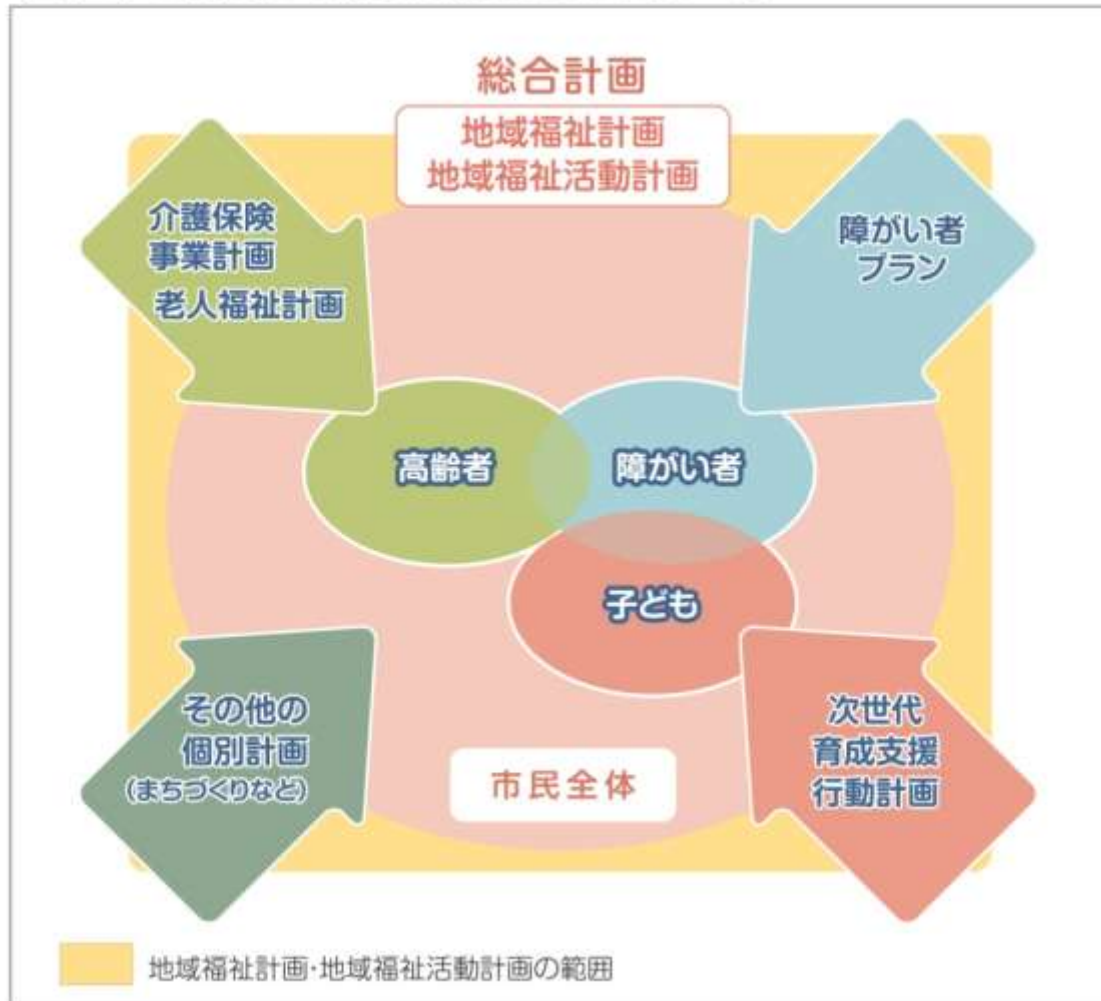 総合計画
地域福祉計画
地域福祉活動計画
介護保険
事業計画
老人福祉計画
障がい者
プラン
高齢者
障がい者
子ども
その他の
個別計画
(まちづくりなど)
市民全体
次世代
育成支援
行動計画
地域福祉計画・地域福祉活動計画の範囲